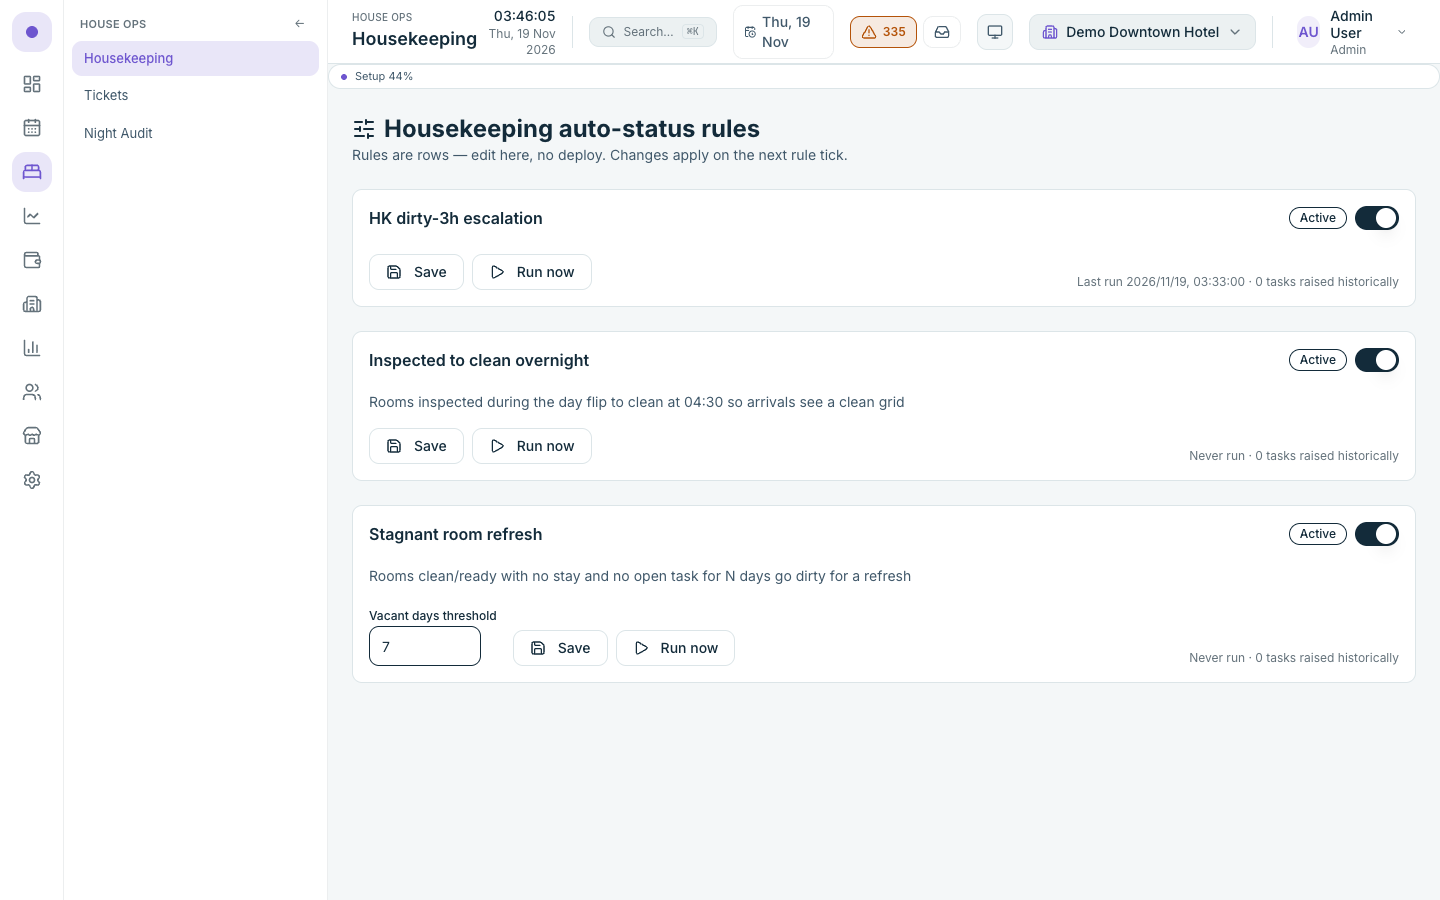 HOUSE OPS
Housekeeping
Tickets
Night Audit
HOUSE OPS
Housekeeping
03:46:05
Thu, 19 Nov
2026
Search...
⌘K
Thu, 19
Nov
335
Demo Downtown Hotel
AU
Admin
User
Admin
Setup 44%
Housekeeping auto-status rules
Rules are rows — edit here, no deploy. Changes apply on the next rule tick.
HK dirty-3h escalation
Active
Save
Run now
Last run 2026/11/19, 03:33:00 · 0 tasks raised historically
Inspected to clean overnight
Active
Rooms inspected during the day flip to clean at 04:30 so arrivals see a clean grid
Save
Run now
Never run · 0 tasks raised historically
Stagnant room refresh
Active
Rooms clean/ready with no stay and no open task for N days go dirty for a refresh
Vacant days threshold
7
Save
Run now
Never run · 0 tasks raised historically